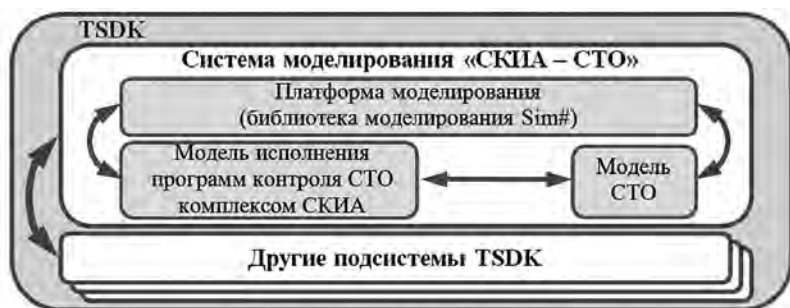 TSDK
Система моделирования «СКИА – СТО»
Платформа моделирования
(библиотека моделирования Sim#)
Модель исполнения
программ контроля СТО
комплексом СКИА
Модель
СТО
Другие подсистемы TSDK